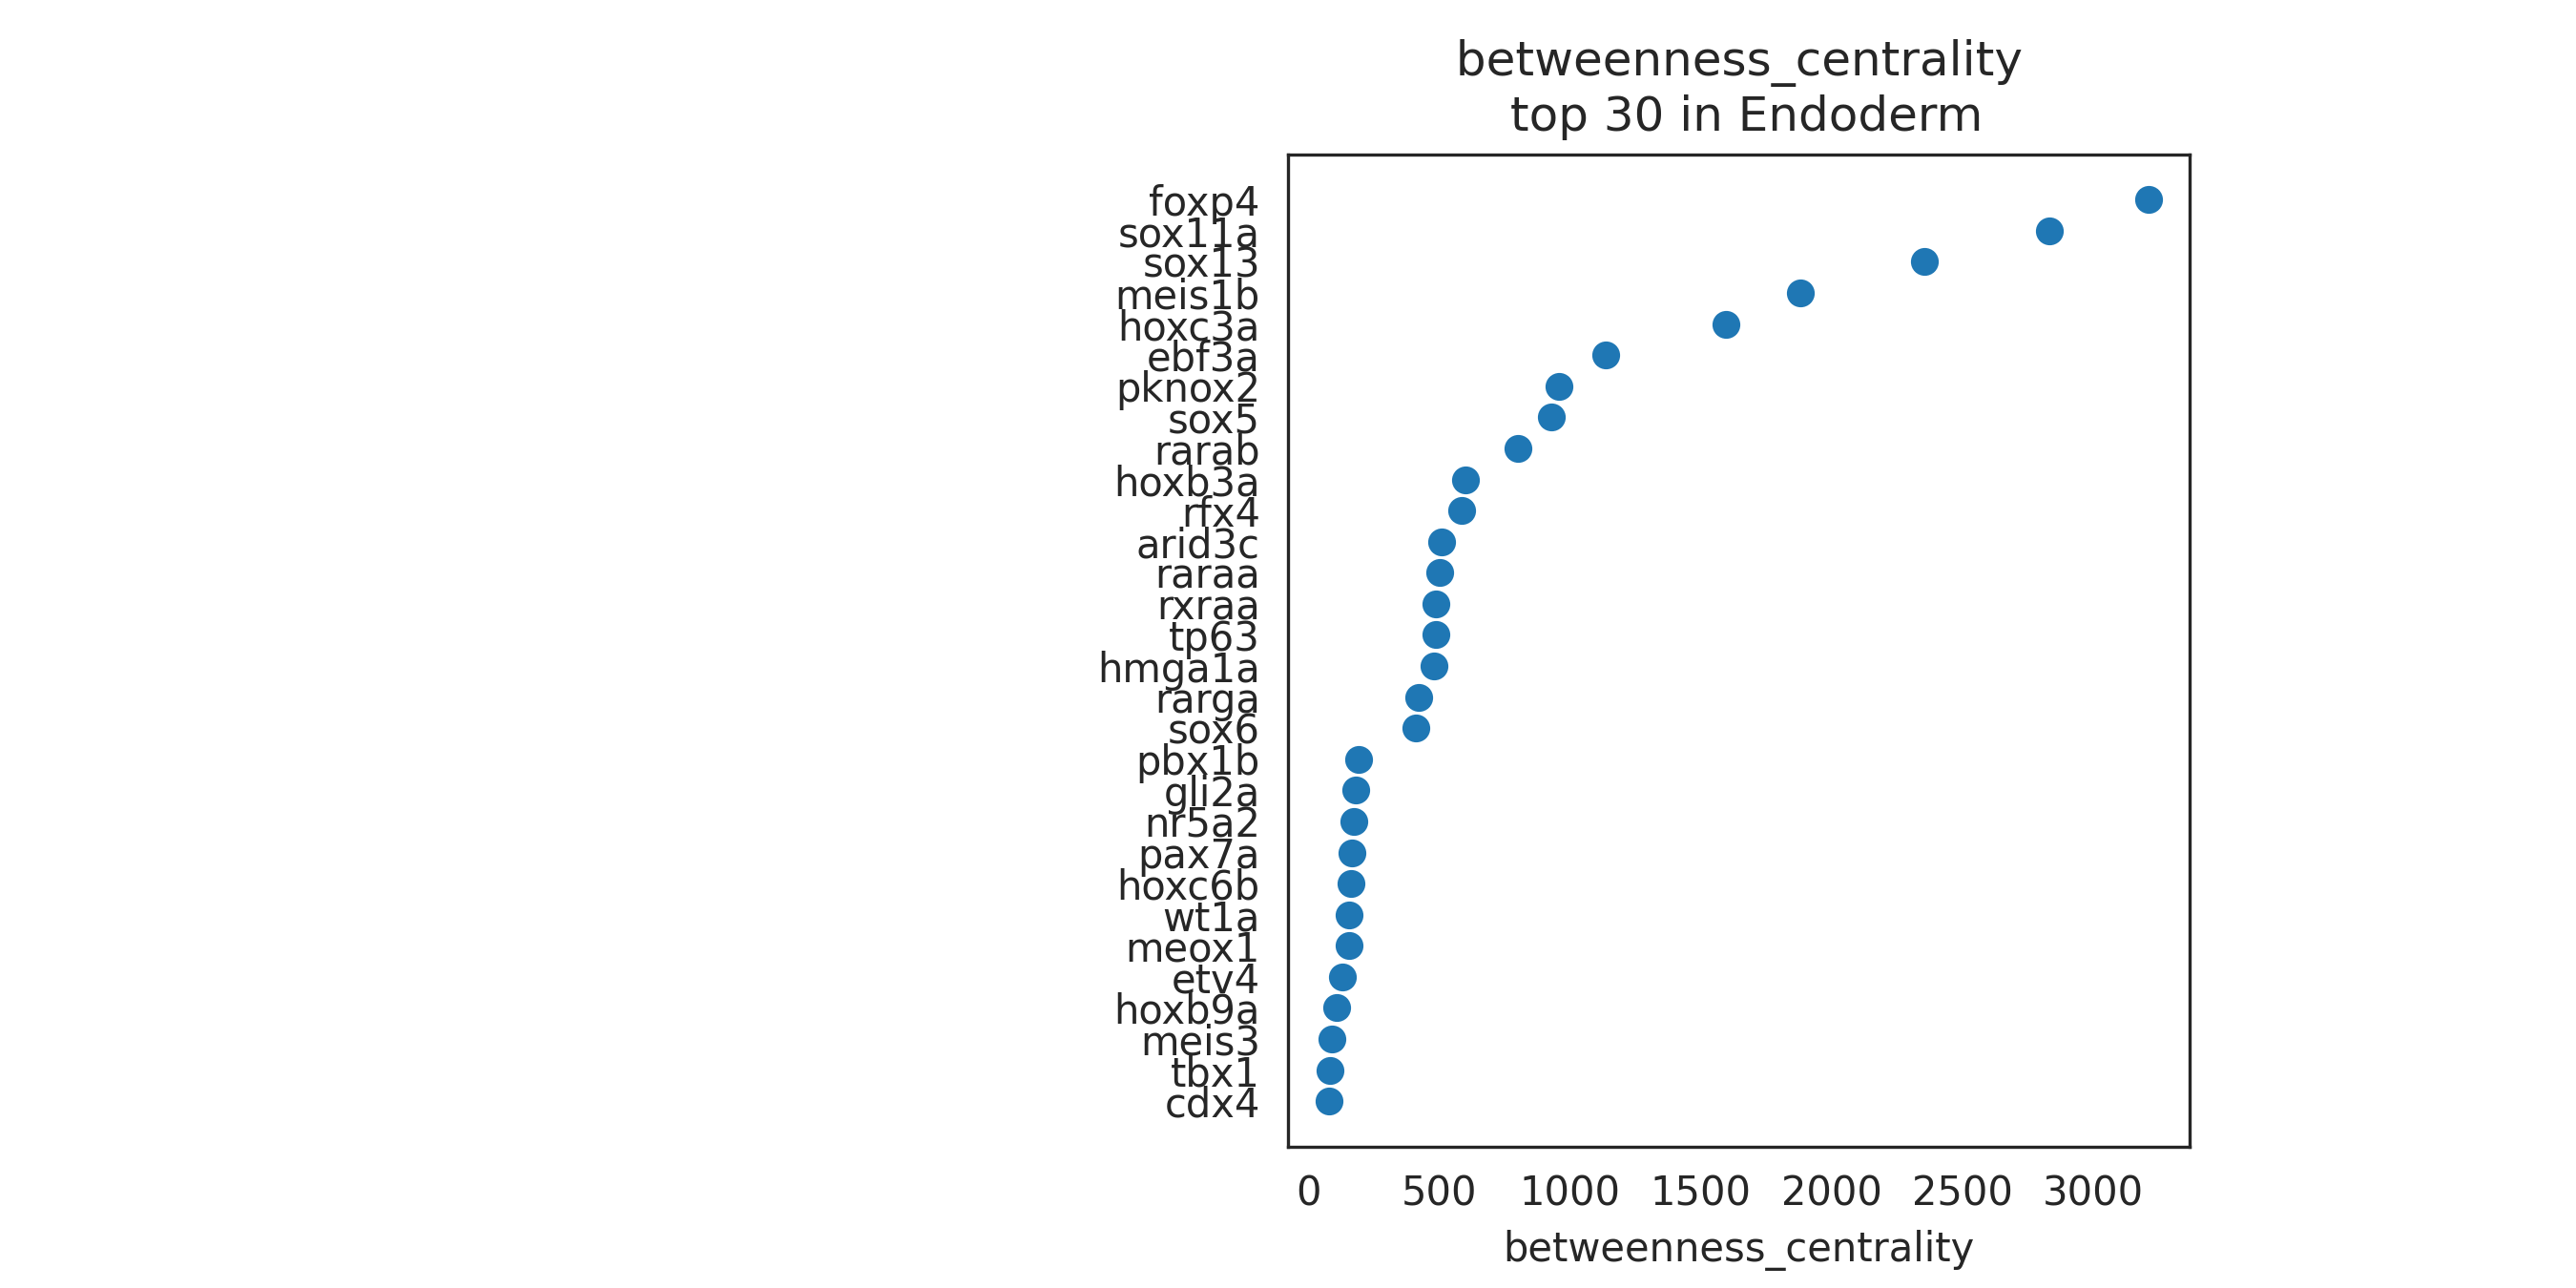 betweenness_centrality
top 30 in Endoderm
foxp4
sox11a
sox13
meis1b
hoxc3a
ebf3a
pknox2
sox5
rarab
hoxb3a
rfx4
arid3c
raraa
rxraa
tp63
hmga1a
rarga
sox6
pbx1b
gli2a
nr5a2
pax7a
hoxc6b
wt1a
meox1
etv4
hoxb9a
meis3
tbx1
cdx4
0 500 1000 1500 2000 2500 3000
betweenness_centrality